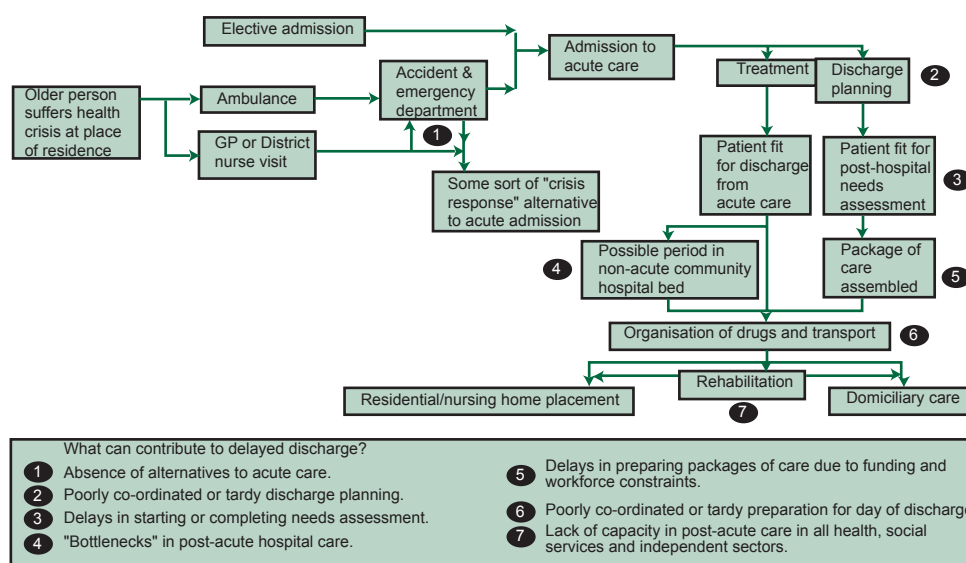 Elective admission
Admission to
acute care
Accident &
emergency
department
Older person
suffers health
crisis at place
of residence
Ambulance
GP or District
nurse visit
1
Some sort of "crisis
response" alternative
to acute admission
Treatment
Discharge
planning
2
Patient fit
for discharge
from
acute care
Patient fit for
post-hospital
needs
assessment
3
4
Possible period in
non-acute community
hospital bed
Package of
care
assembled
5
Organisation of drugs and transport
6
Residential/nursing home placement
Rehabilitation
7
Domiciliary care
What can contribute to delayed discharge?
1 Absence of alternatives to acute care.
2 Poorly co-ordinated or tardy discharge planning.
3 Delays in starting or completing needs assessment.
4 "Bottlenecks" in post-acute hospital care.
5 Delays in preparing packages of care due to funding and
workforce constraints.
6 Poorly co-ordinated or tardy preparation for day of discharge
7 Lack of capacity in post-acute care in all health, social
services and independent sectors.